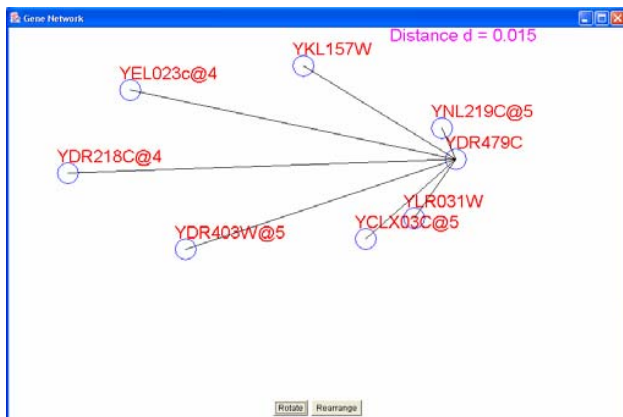 Gene Network
Distance d = 0.015
YKL157W
YEL023c@4
YNL219C@5
YDR479C
YDR218C@4
YLR031W
YCLX03C@5
YDR403W@5
Rotate
Rearrange